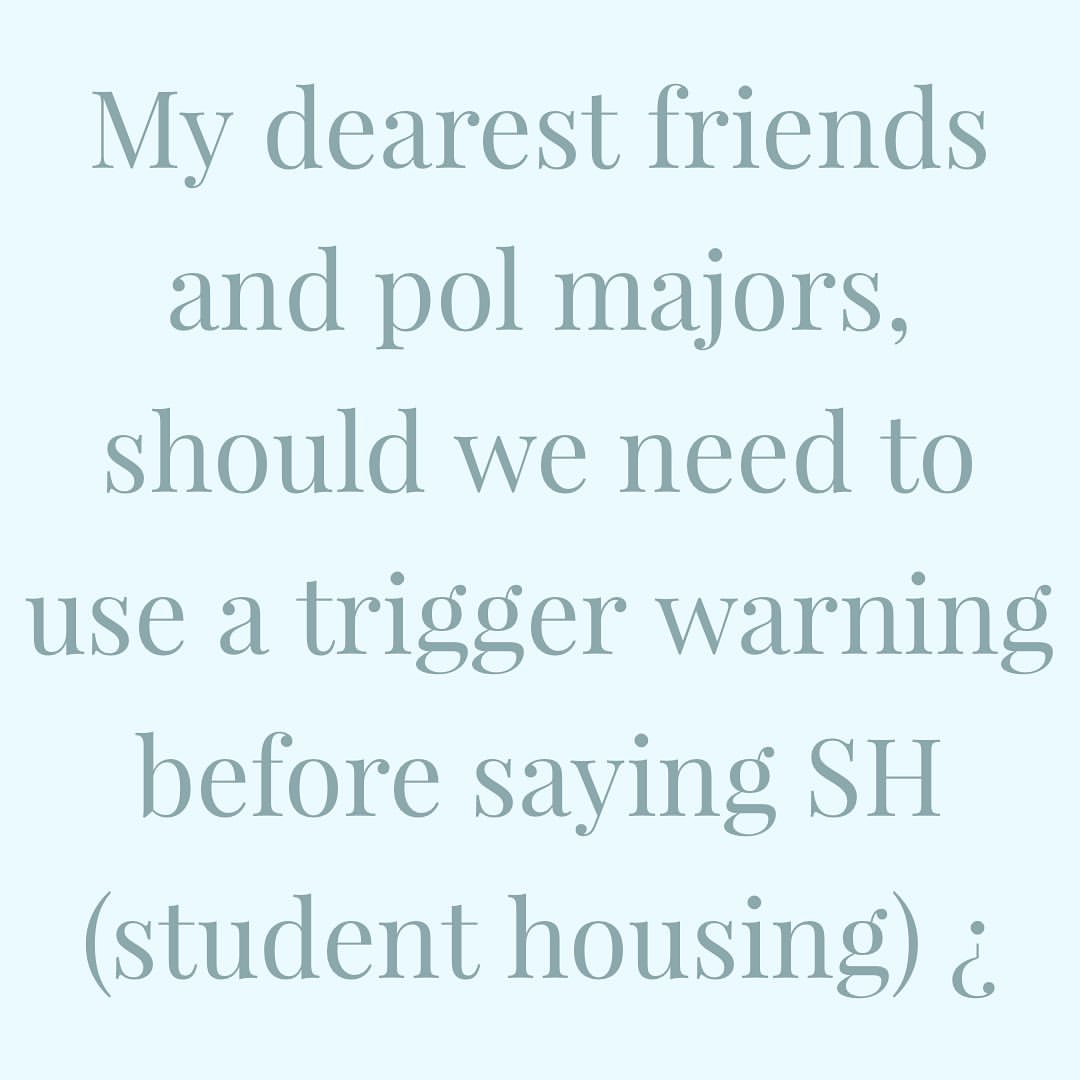 My dearest friends
and pol majors,
should we need to
use a trigger warning
before saying SH
(student housing) ¿